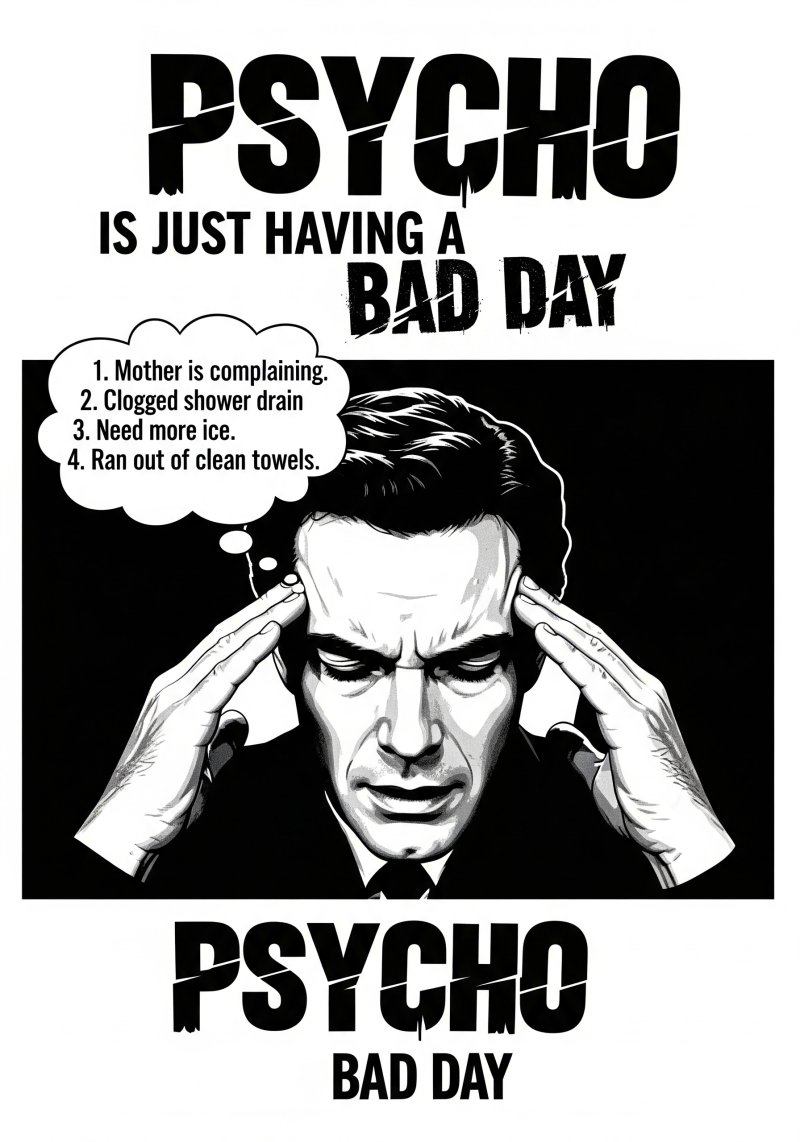 PSYCHO
IS JUST HAVING A
BAD DAY
1. Mother is complaining.
2. Clogged shower drain
3. Need more ice.
4. Ran out of clean towels.
PSYCHO
BAD DAY